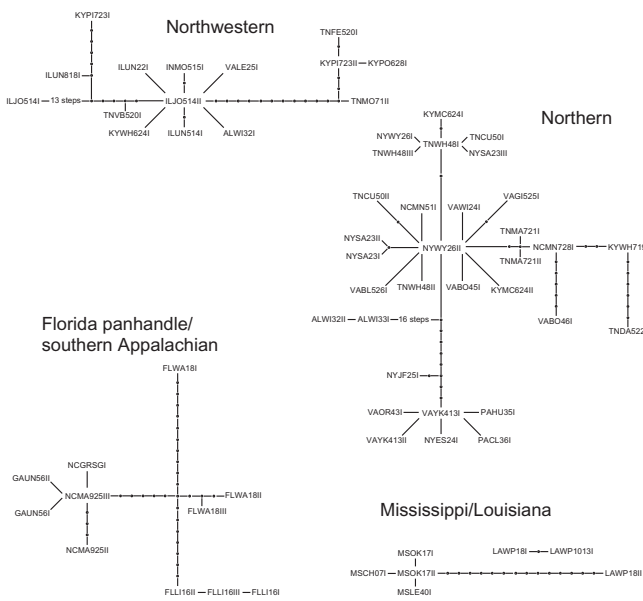 Northwestern
KYPI723I
TNFE520I
ILUN22I
INMO515I
VALE25I
KYPI723II
KYPO628I
ILUN818I
ILJO514I
13 steps
ILJO514II
TNMO71II
TNVB520I
KYWH624I
ILUN514I
ALWI32I
Northern
KYMC624I
NYWY26I
TNCU50I
TNWH48I
TNWH48III
NYSA23III
TNCU50II
NCMN51I
VAWI24I
VAGI525I
NYSA23II
TNMA721I
NYWY26II
NCMN728I
KYWH719
NYSA23I
TNMA721II
VABL526I
TNWH48II
VABO45I
KYMC624II
ALWI32II
ALWI33I
16 steps
VABO46I
TNDA522
NYJF25I
VAOR43I
VAYK413I
PAHU35I
VAYK413II
NYES24I
PACL36I
Florida panhandle/
southern Appalachian
FLWA18I
NCGRSGI
GAUN56II
NCMA925III
FLWA18II
GAUN56I
FLWA18III
NCMA925II
FLLI16II
FLLI16III
FLLI16I
Mississippi/Louisiana
MSOK17I
LAWP18I
LAWP1013I
MSCH07I
MSOK17II
LAWP18II
MSLE40I